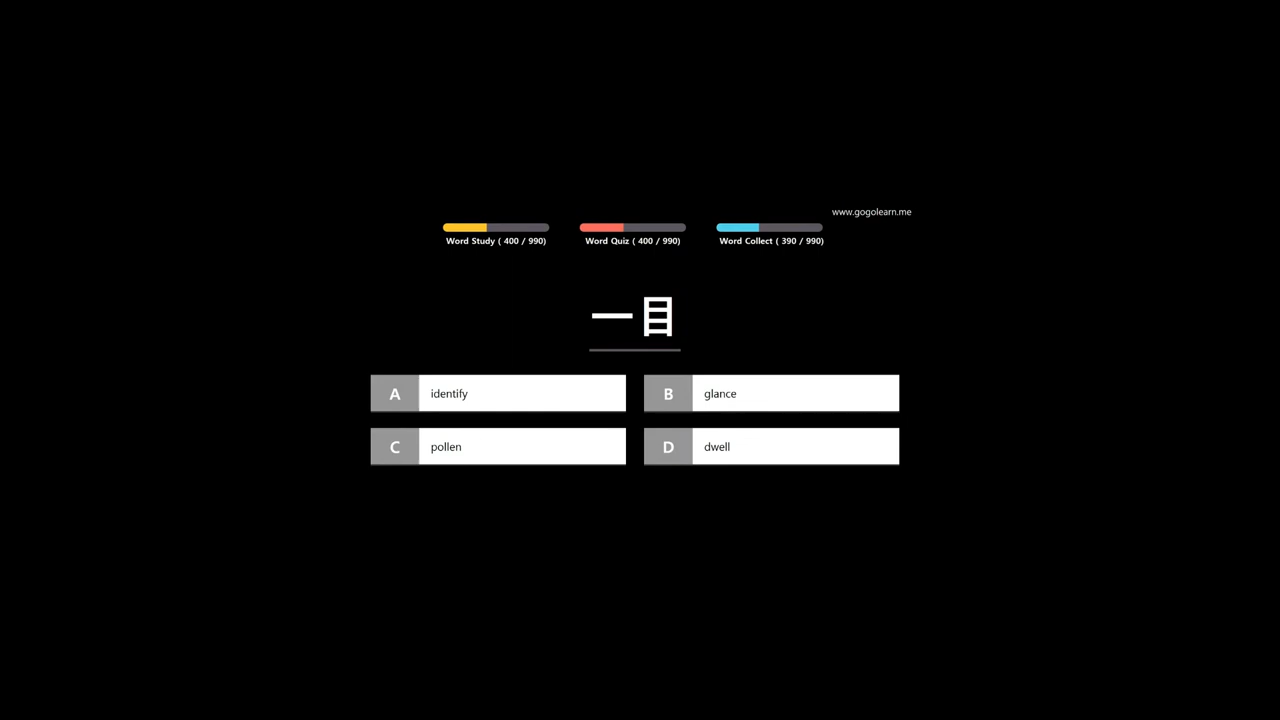 www.gogolearn.me
Word Study ( 400 / 990)
Word Quiz ( 400 / 990)
Word Collect ( 390 / 990)
一目
A identify
B glance
C pollen
D dwell